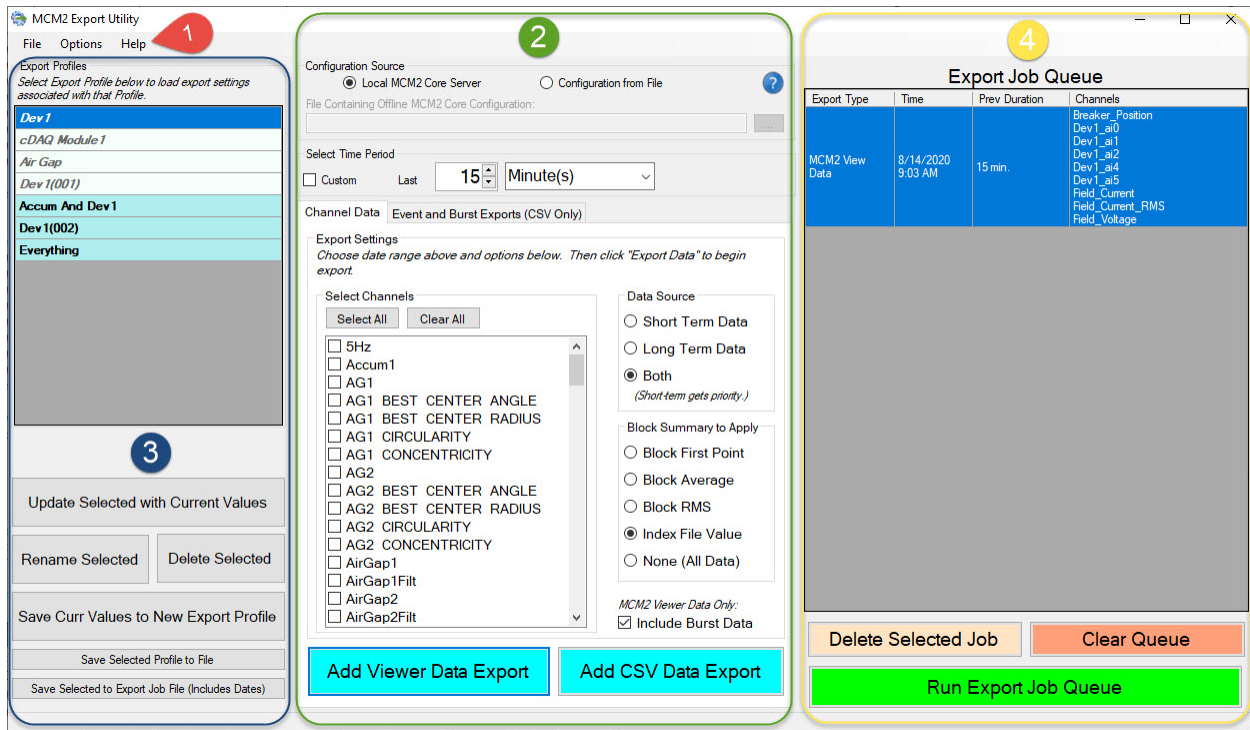 MCM2 Export Utility
File Options Help
1
Export Profiles
Select Export Profile below to load export settings
associated with that Profile.
Dev1
cDAQ Module1
Air Gap
Dev1(001)
Accum And Dev1
Dev1(002)
Everything
3
Update Selected with Current Values
Rename Selected Delete Selected
Save Curr Values to New Export Profile
Save Selected Profile to File
Save Selected to Export Job File (Includes Dates)
2
Configuration Source
Local MCM2 Core Server Configuration from File
?
File Containing Offline MCM2 Core Configuration:
...
Select Time Period
Custom Last 15 Minute(s)
Channel Data Event and Burst Exports (CSV Only)
Export Settings
Choose date range above and options below. Then click "Export Data" to begin
export.
Select Channels
Select All Clear All
5Hz
Accum1
AG1
AG1 BEST CENTER ANGLE
AG1 BEST CENTER RADIUS
AG1 CIRCULARITY
AG1 CONCENTRICITY
AG2
AG2 BEST CENTER ANGLE
AG2 BEST CENTER RADIUS
AG2 CIRCULARITY
AG2 CONCENTRICITY
AirGap1
AirGap1Filt
AirGap2
AirGap2Filt
Data Source
Short Term Data
Long Term Data
Both
(Short-term gets priority.)
Block Summary to Apply
Block First Point
Block Average
Block RMS
Index File Value
None (All Data)
MCM2 Viewer Data Only:
Include Burst Data
Add Viewer Data Export Add CSV Data Export
4
Export Job Queue
Export Type Time Prev Duration Channels
MCM2 View
Data
8/14/2020
9:03 AM
15 min.
Breaker_Position
Dev1_ai0
Dev1_ai1
Dev1_ai2
Dev1_ai4
Dev1_ai5
Field_Current
Field_Current_RMS
Field_Voltage
Delete Selected Job Clear Queue
Run Export Job Queue